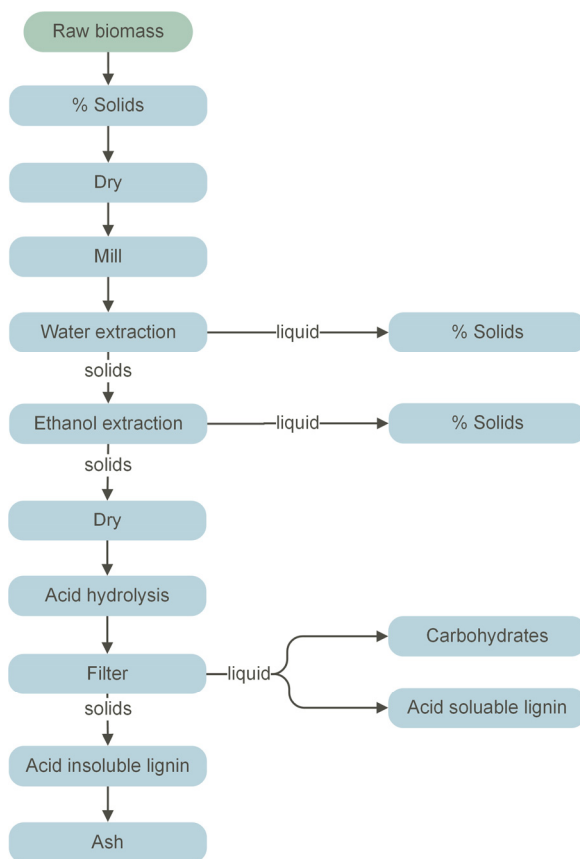 Raw biomass
% Solids
Dry
Mill
Water extraction
liquid
% Solids
solids
Ethanol extraction
liquid
% Solids
solids
Dry
Acid hydrolysis
Filter
liquid
Carbohydrates
Acid soluable lignin
solids
Acid insoluble lignin
Ash